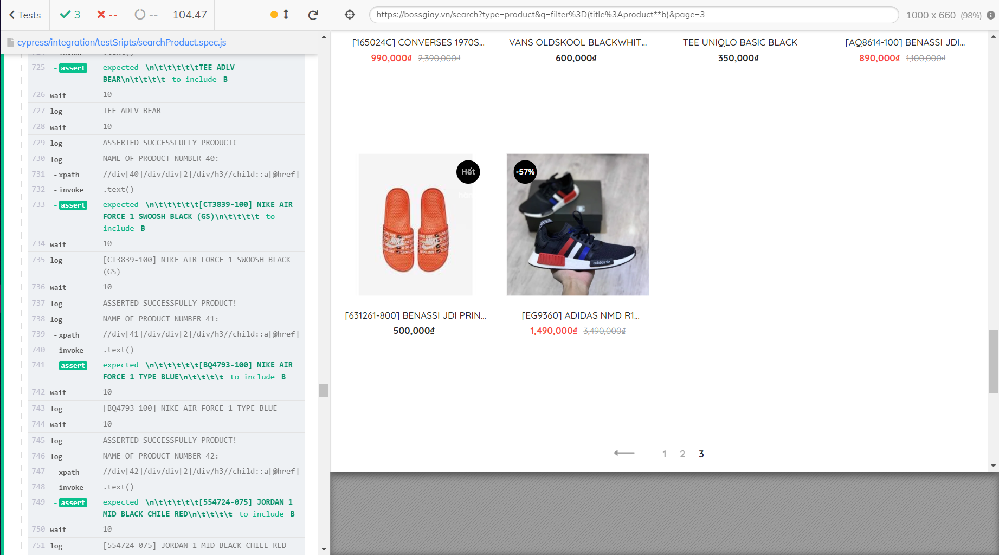 Tests
3
--
--
104.47
cypress/integration/testSripts/searchProduct.spec.js
724 -invoke .text()
725 -assert expected \n\t\t\t\t\tTEE ADLV
BEAR\n\t\t\t\t to include B
726 wait 10
727 log TEE ADLV BEAR
728 wait 10
729 log ASSERTED SUCCESSFULLY PRODUCT!
730 log NAME OF PRODUCT NUMBER 40:
731 -xpath //div[40]/div/div[2]/div/h3//child::a[@href]
732 -invoke .text()
733 -assert expected \n\t\t\t\t\t[CT3839-100] NIKE AIR
FORCE 1 SWOOSH BLACK (GS)\n\t\t\t\t to
include B
734 wait 10
735 log [CT3839-100] NIKE AIR FORCE 1 SWOOSH BLACK
(GS)
736 wait 10
737 log ASSERTED SUCCESSFULLY PRODUCT!
738 log NAME OF PRODUCT NUMBER 41:
739 -xpath //div[41]/div/div[2]/div/h3//child::a[@href]
740 -invoke .text()
741 -assert expected \n\t\t\t\t\t[BQ4793-100] NIKE AIR
FORCE 1 TYPE BLUE\n\t\t\t\t to include B
742 wait 10
743 log [BQ4793-100] NIKE AIR FORCE 1 TYPE BLUE
744 wait 10
745 log ASSERTED SUCCESSFULLY PRODUCT!
746 log NAME OF PRODUCT NUMBER 42:
747 -xpath //div[42]/div/div[2]/div/h3//child::a[@href]
748 -invoke .text()
749 -assert expected \n\t\t\t\t\t[554724-075] JORDAN 1
MID BLACK CHILE RED\n\t\t\t\t to include B
750 wait 10
751 log [554724-075] JORDAN 1 MID BLACK CHILE RED
https://bossgiay.vn/search?type=product&q=filter%3D(title%3Aproduct**b)&page=3
1000 x 660 (98%)
[165024C] CONVERSES 1970S...
990,000₫ 2,390,000₫
VANS OLDSKOOL BLACKWHIT...
600,000₫
TEE UNIQLO BASIC BLACK
350,000₫
[AQ8614-100] BENASSI JDI...
890,000₫ 1,100,000₫
Hết
NIKE
NIKE
[631261-800] BENASSI JDI PRIN...
500,000₫
-57%
adidas
[EG9360] ADIDAS NMD R1...
1,490,000₫ 3,490,000₫
1 2 3